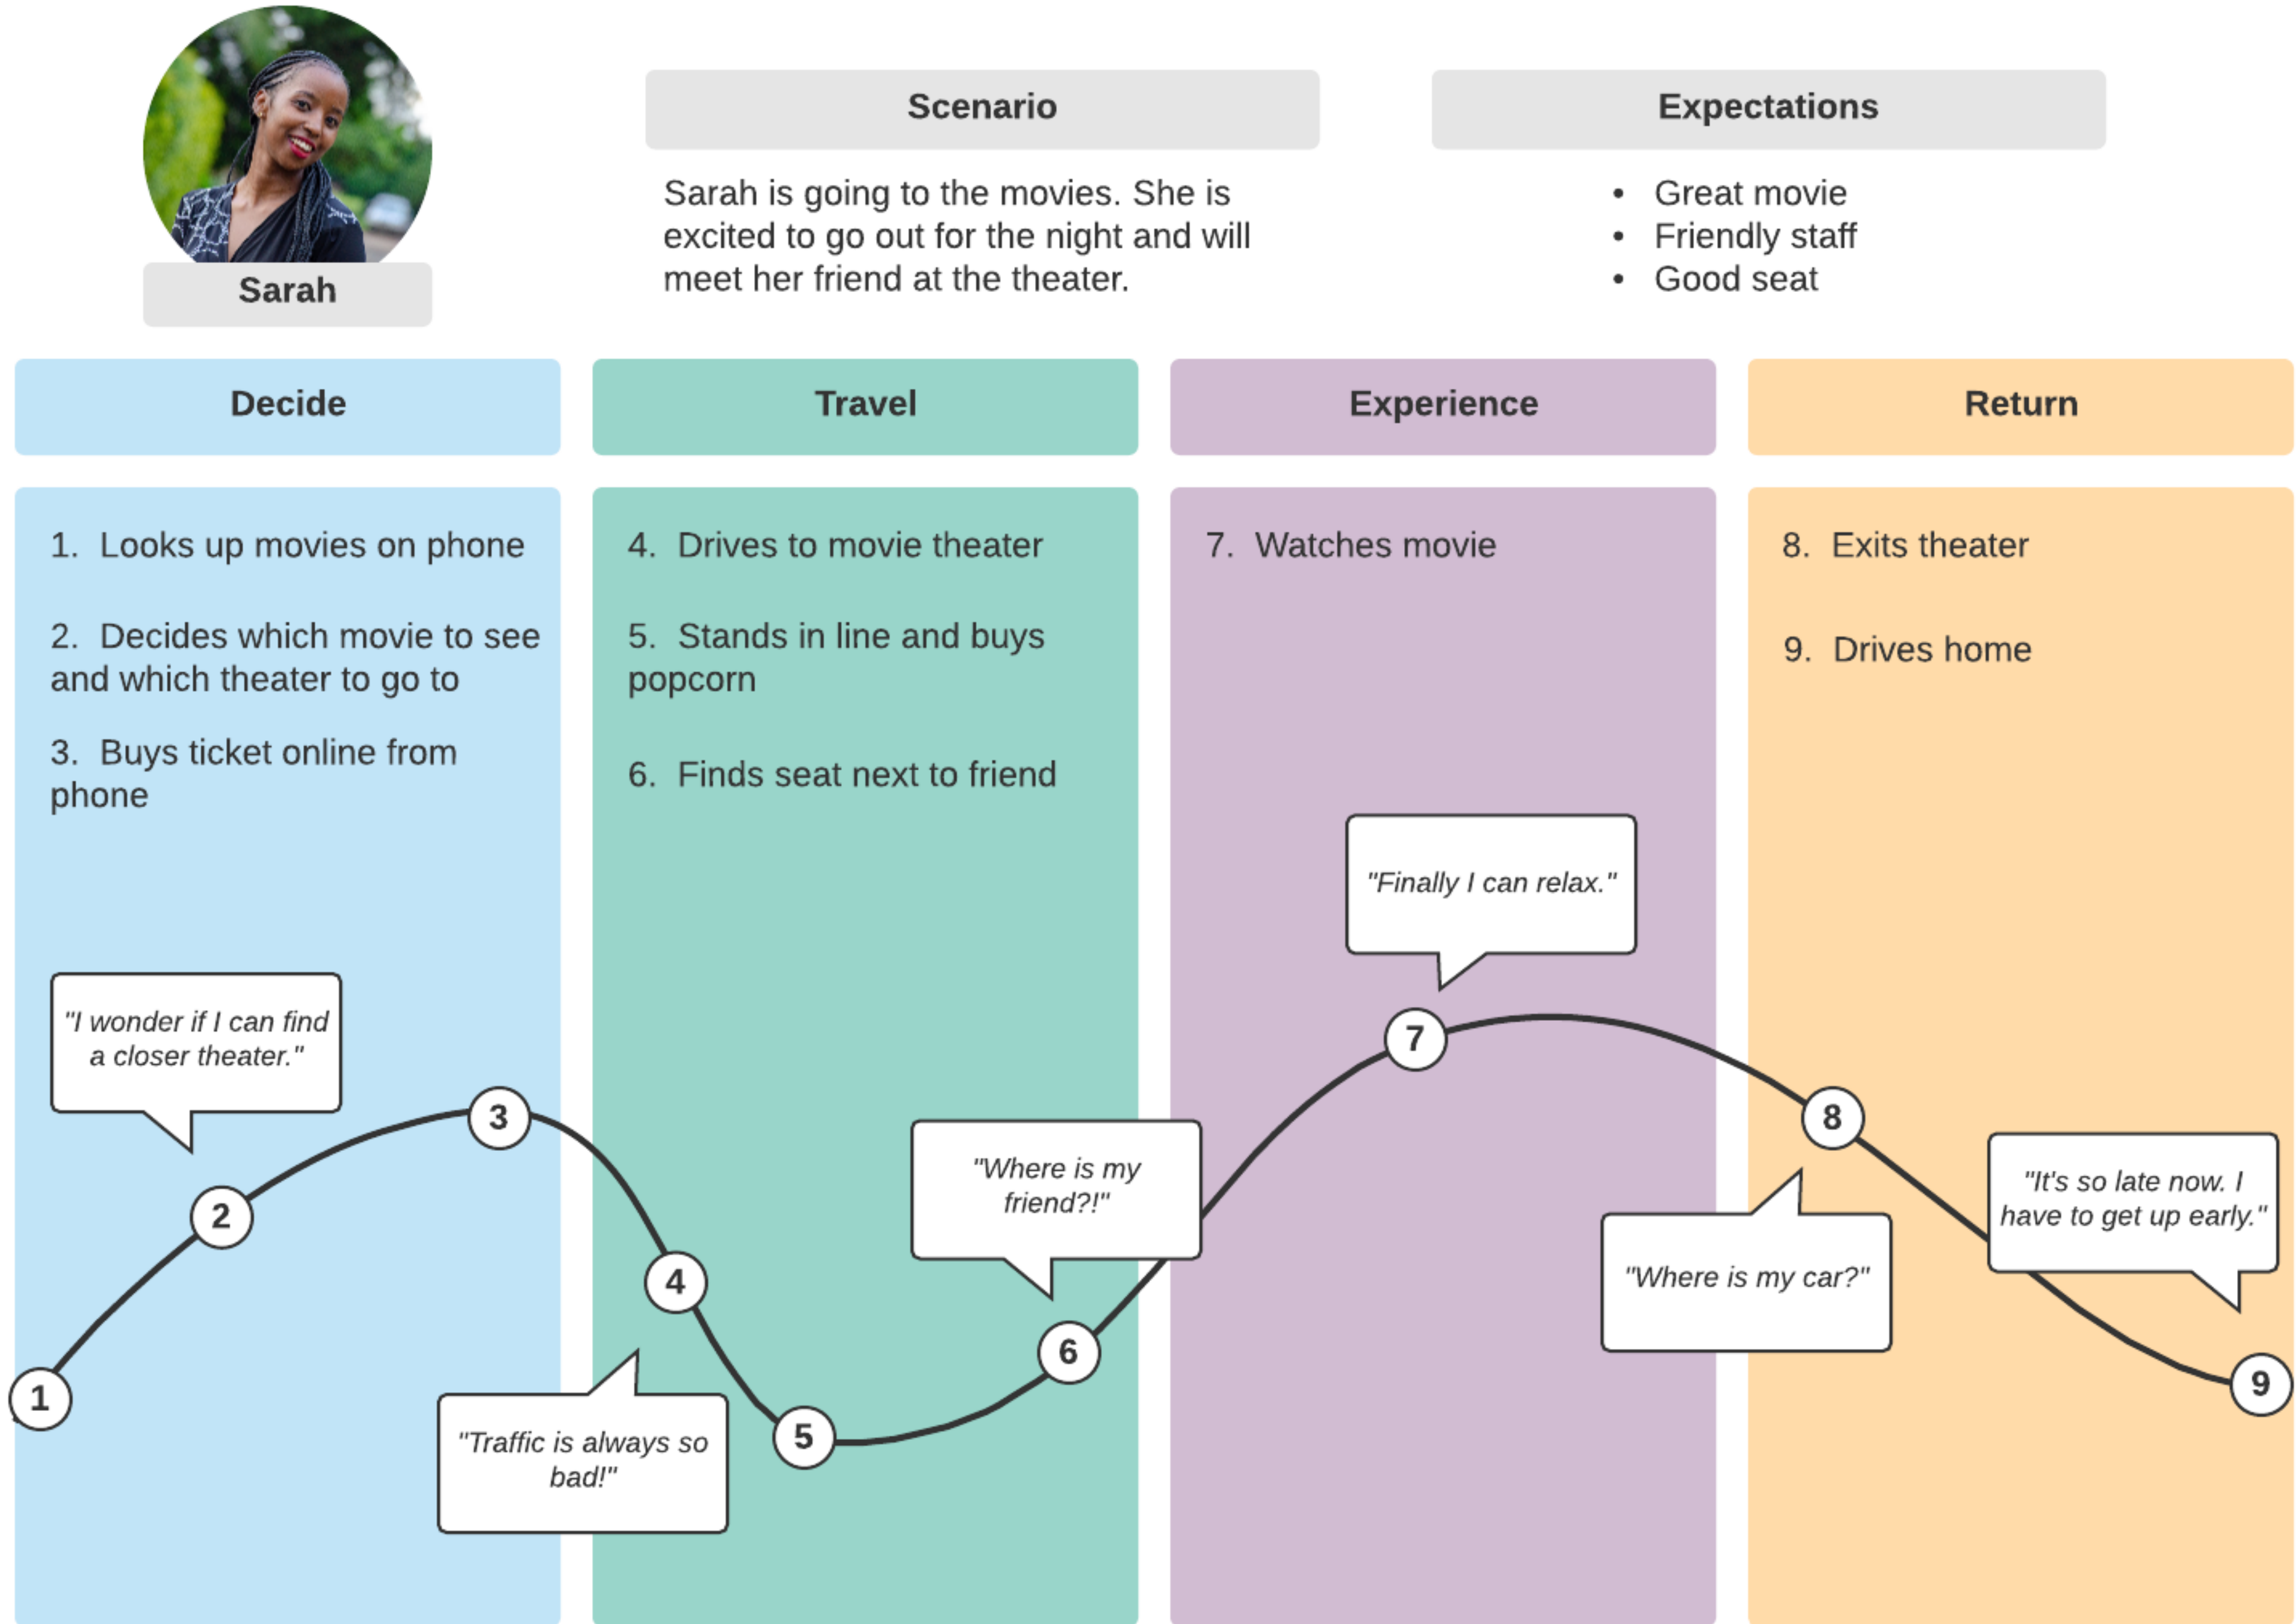 Sarah
Scenario
Sarah is going to the movies. She is
excited to go out for the night and will
meet her friend at the theater.
Expectations
• Great movie
• Friendly staff
• Good seat
Decide
1. Looks up movies on phone
2. Decides which movie to see
and which theater to go to
3. Buys ticket online from
phone
Travel
4. Drives to movie theater
5. Stands in line and buys
popcorn
6. Finds seat next to friend
Experience
7. Watches movie
Return
8. Exits theater
9. Drives home
1
"I wonder if I can find
a closer theater."
2
3
4
"Traffic is always so
bad!"
5
"Where is my
friend?!"
6
"Finally I can relax."
7
8
"Where is my car?"
"It's so late now. I
have to get up early."
9